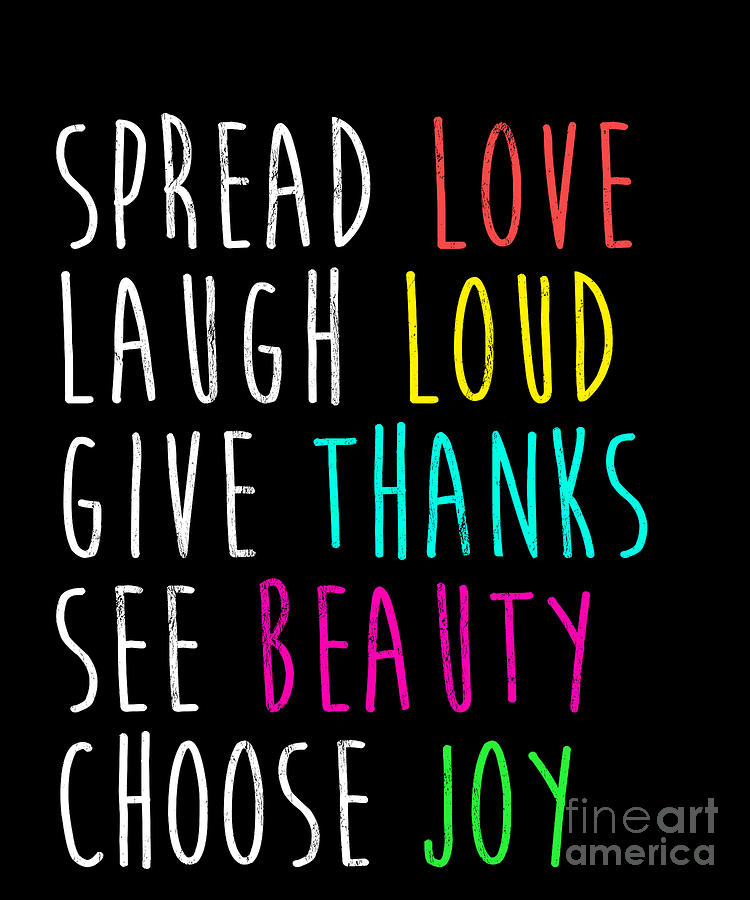 SPREAD LOVE
LAUGH LOUD
GIVE THANKS
SEE BEAUTY
CHOOSE JOY
fineart
america